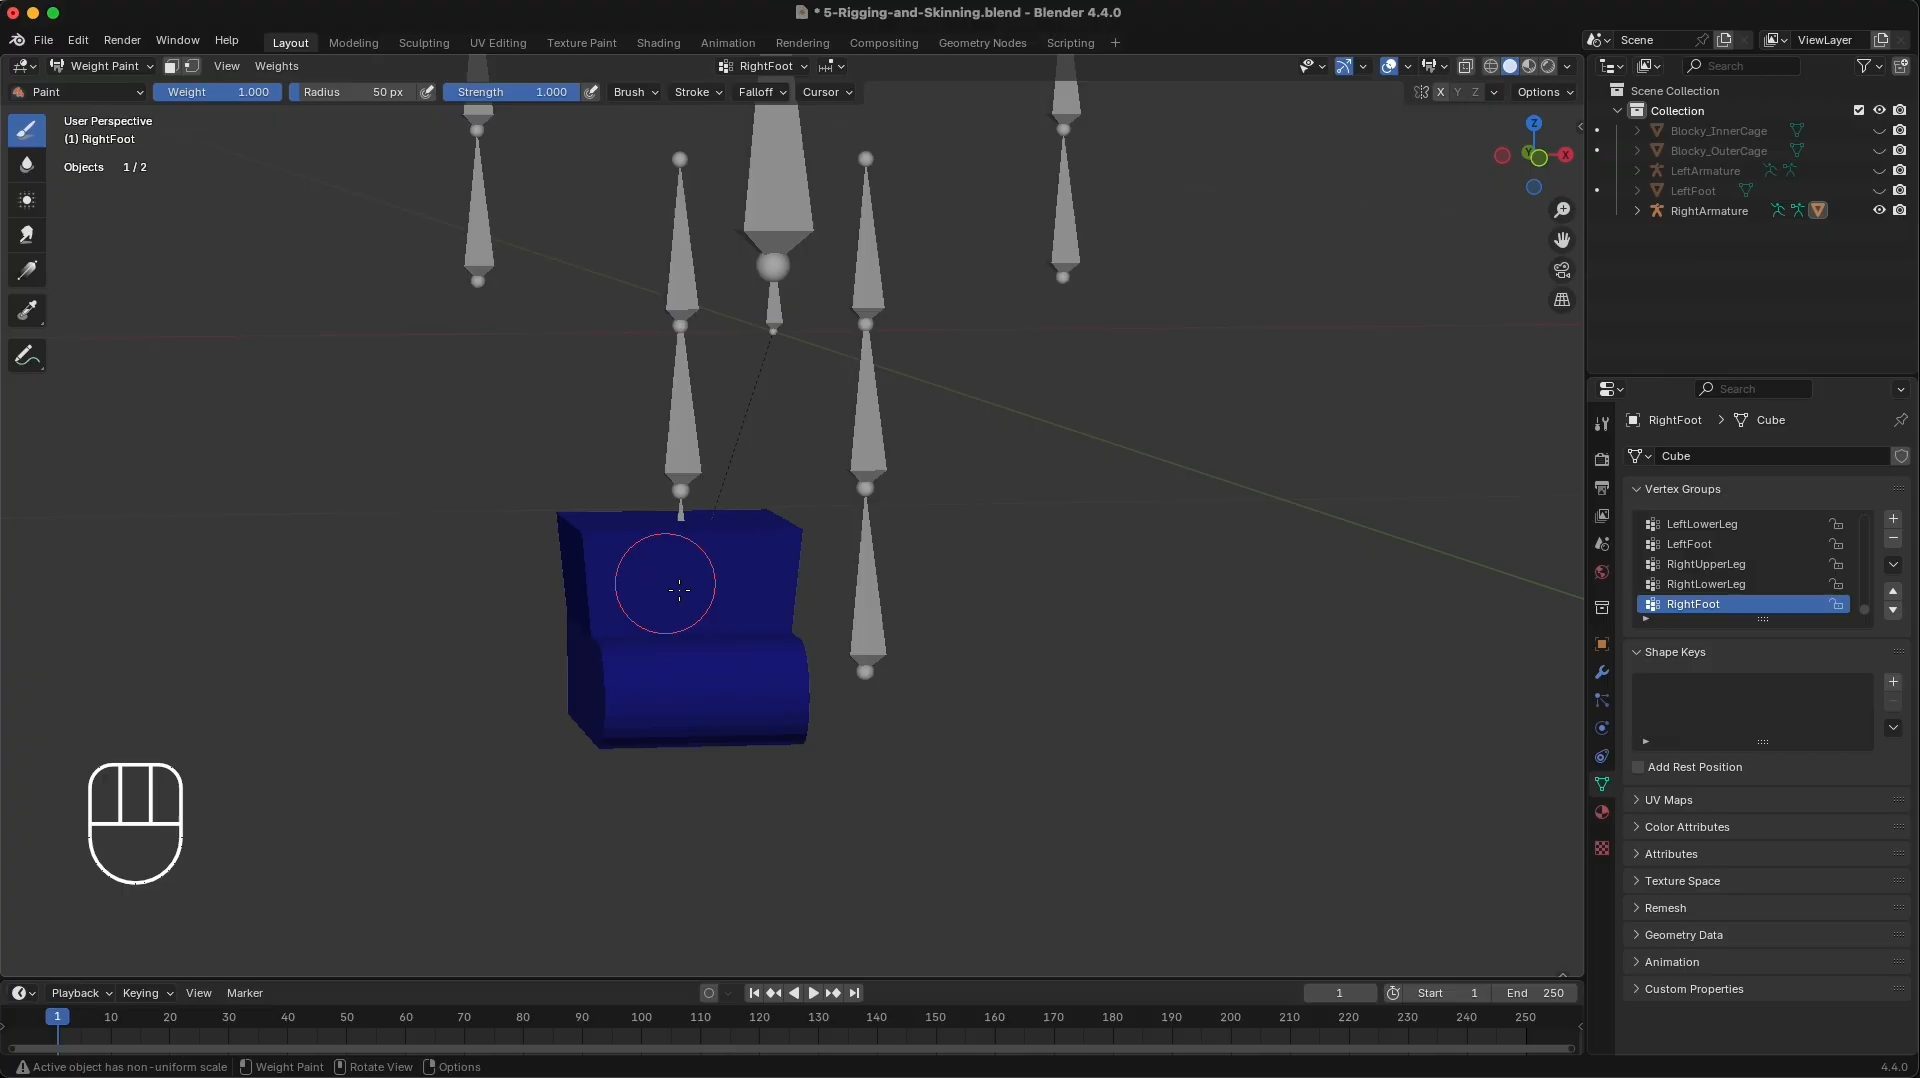 * 5-Rigging-and-Skinning.blend - Blender 4.4.0
File Edit Render Window Help Layout Modeling Sculpting UV Editing Texture Paint Shading Animation Rendering Compositing Geometry Nodes Scripting + Scene ViewLayer
Weight Paint View Weights RightFoot Search
Paint Weight 1.000 Radius 50 px Strength 1.000 Brush Stroke Falloff Cursor X Y Z Options
Scene Collection
Collection
Blocky_InnerCage
Blocky_OuterCage
LeftArmature
LeftFoot
RightArmature
User Perspective
(1) RightFoot
Objects 1 / 2
Z
Y
X
Search
RightFoot > Cube
Cube
Vertex Groups
LeftLowerLeg
LeftFoot
RightUpperLeg
RightLowerLeg
RightFoot
Shape Keys
Add Rest Position
UV Maps
Color Attributes
Attributes
Texture Space
Remesh
Geometry Data
Animation
Custom Properties
Playback Keying View Marker 1 Start 1 End 250
1 10 20 30 40 50 60 70 80 90 100 110 120 130 140 150 160 170 180 190 200 210 220 230 240 250
Active object has non-uniform scale Weight Paint Rotate View Options 4.4.0